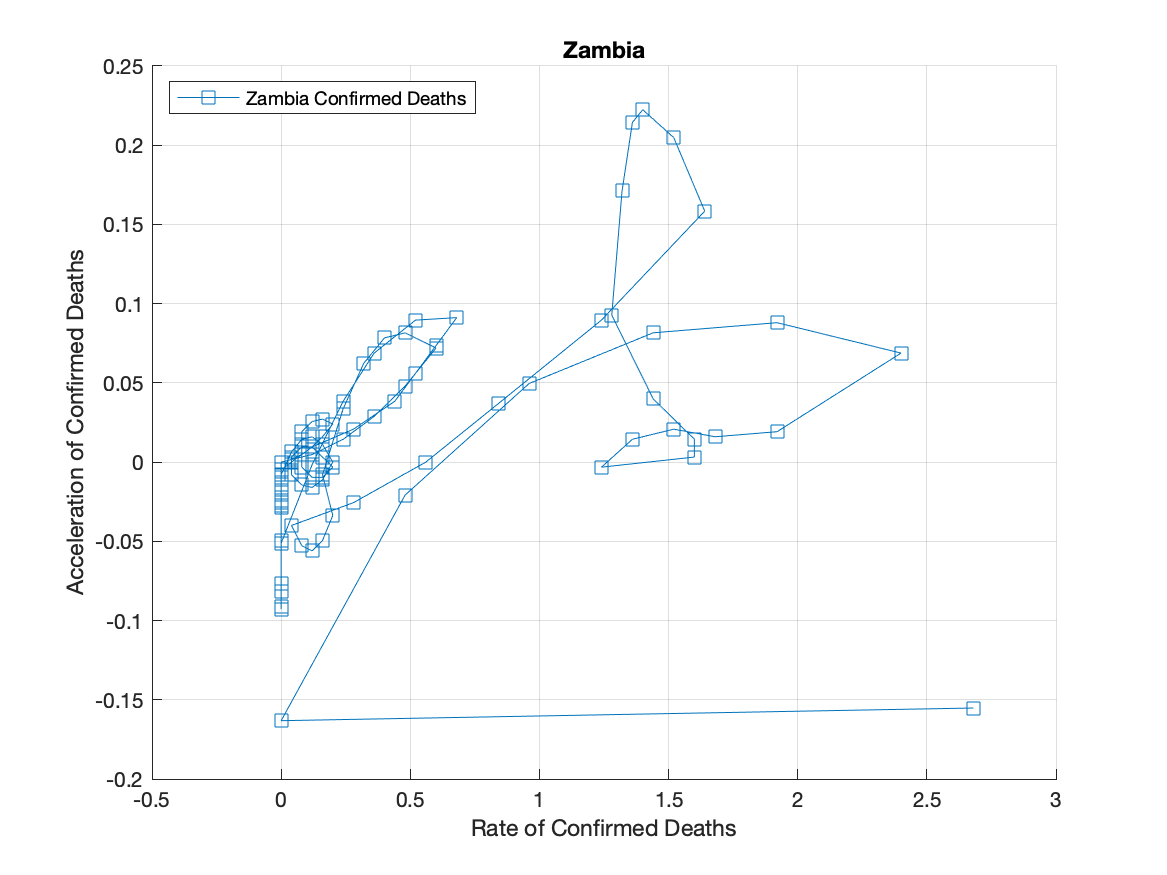 Zambia
Zambia Confirmed Deaths
0.25
0.2
0.15
0.1
0.05
0
-0.05
-0.1
-0.15
-0.2
Acceleration of Confirmed Deaths
-0.5 0 0.5 1 1.5 2 2.5 3
Rate of Confirmed Deaths